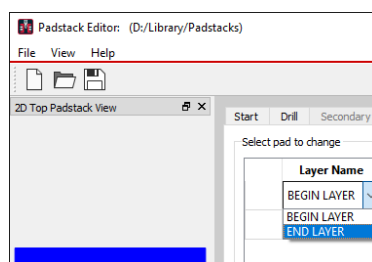 Padstack Editor: (D:/Library/Padstacks)
File View Help
2D Top Padstack View
Start Drill Secondary
Select pad to change
Layer Name
BEGIN LAYER
BEGIN LAYER
END LAYER